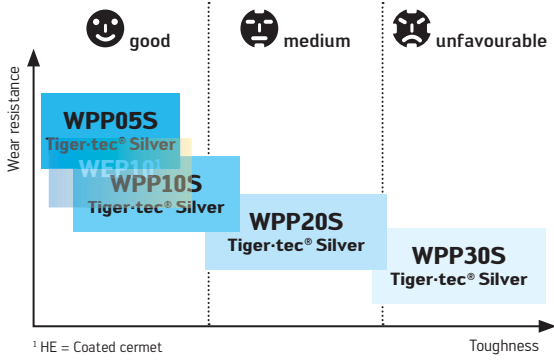 good
medium
unfavourable
Wear resistance
WPP05S
Tiger·tec® Silver
WEP10¹
WPP10S
Tiger·tec® Silver
WPP20S
Tiger·tec® Silver
WPP30S
Tiger·tec® Silver
¹ HE = Coated cermet
Toughness